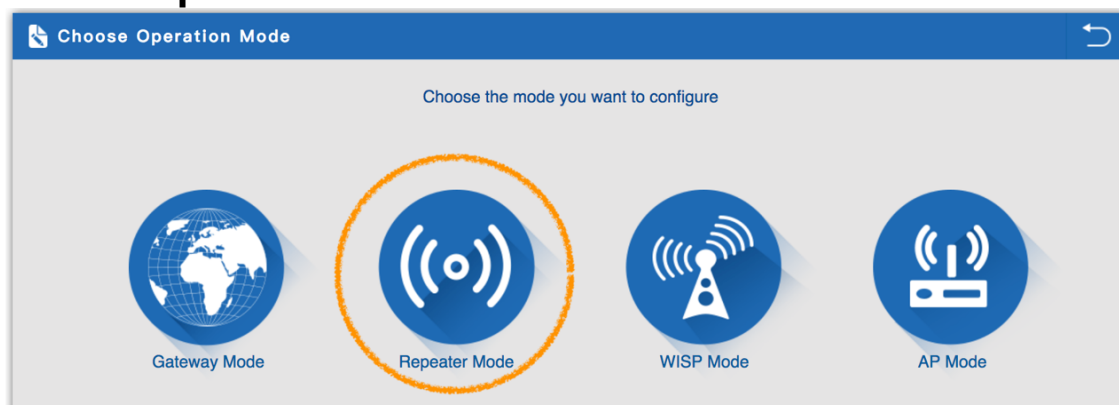 Choose Operation Mode
Choose the mode you want to configure
Gateway Mode
Repeater Mode
WISP Mode
AP Mode